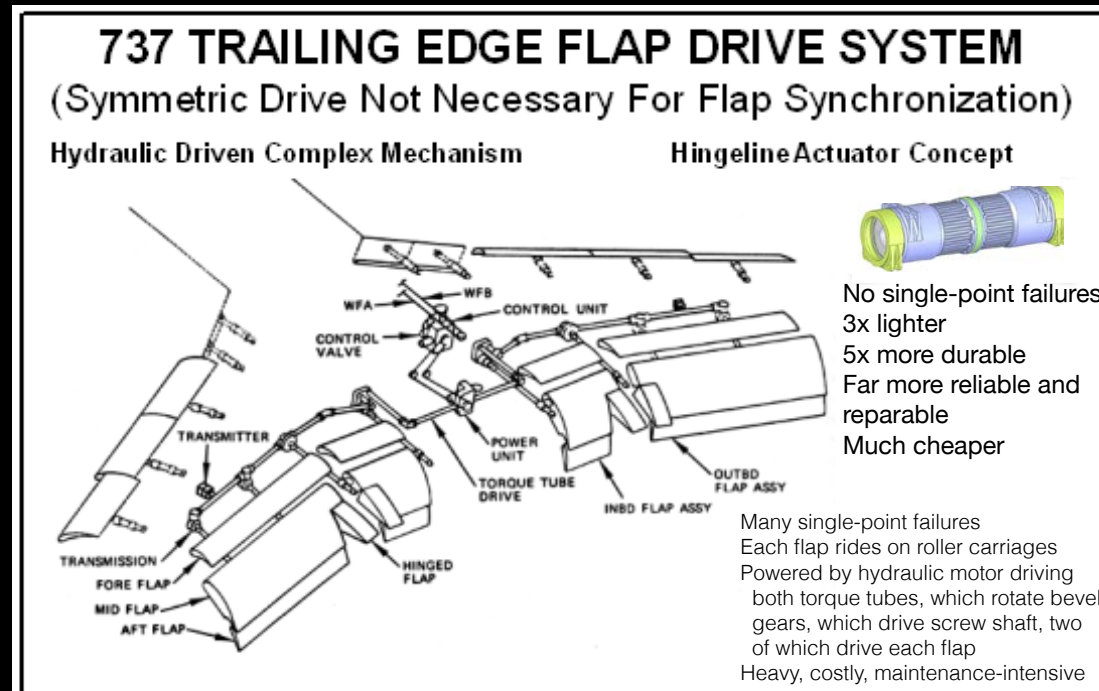 737 TRAILING EDGE FLAP DRIVE SYSTEM
(Symmetric Drive Not Necessary For Flap Synchronization)
Hydraulic Driven Complex Mechanism
Hingeline Actuator Concept
WFB
WFA
CONTROL UNIT
CONTROL
VALVE
TRANSMITTER
POWER
UNIT
TORQUE TUBE
DRIVE
OUTBD
FLAP ASSY
INBD FLAP ASSY
TRANSMISSION
FORE FLAP
HINGED
FLAP
MID FLAP
AFT FLAP
No single-point failures
3x lighter
5x more durable
Far more reliable and
reparable
Much cheaper
Many single-point failures
Each flap rides on roller carriages
Powered by hydraulic motor driving
both torque tubes, which rotate bevel
gears, which drive screw shaft, two
of which drive each flap
Heavy, costly, maintenance-intensive